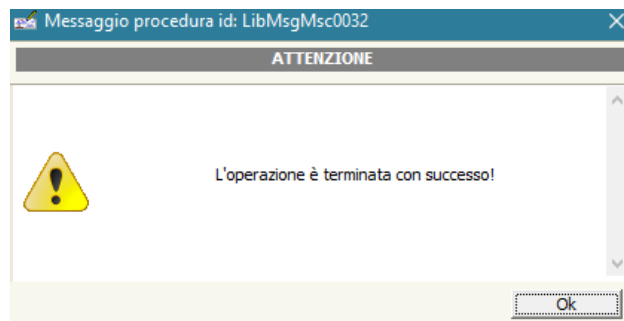 Messaggio procedura id: LibMsgMsc0032
ATTENZIONE
L'operazione è terminata con successo!
Ok